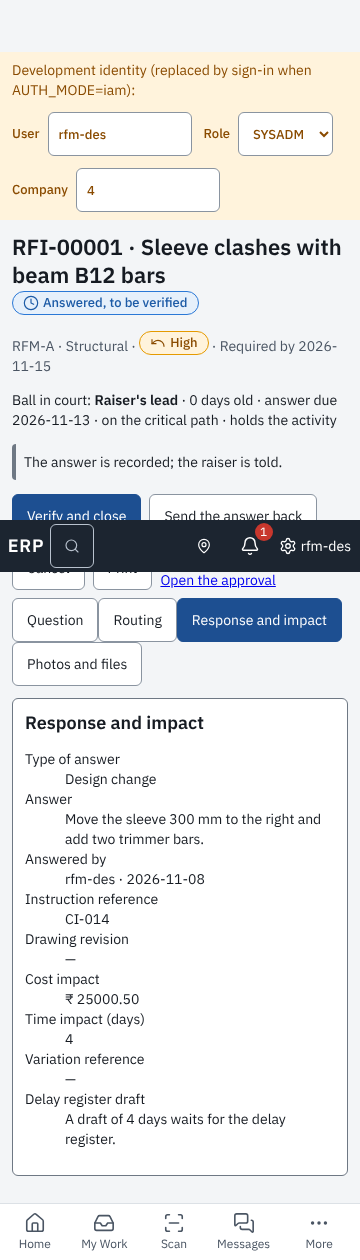 Development identity (replaced by sign-in when
AUTH_MODE=iam):
User rfm-des Role SYSADM
Company 4
RFI-00001 · Sleeve clashes with
beam B12 bars
Answered, to be verified
RFM-A · Structural · High · Required by 2026-
11-15
Ball in court: Raiser's lead · 0 days old · answer due
2026-11-13 · on the critical path · holds the activity
The answer is recorded; the raiser is told.
Verify and close Send the answer back
ERP 1 rfm-des
Cancel Print Open the approval
Question Routing Response and impact
Photos and files
Response and impact
Type of answer
Design change
Answer
Move the sleeve 300 mm to the right and
add two trimmer bars.
Answered by
rfm-des · 2026-11-08
Instruction reference
CI-014
Drawing revision
—
Cost impact
₹ 25000.50
Time impact (days)
4
Variation reference
—
Delay register draft
A draft of 4 days waits for the delay
register.
Home My Work Scan Messages More